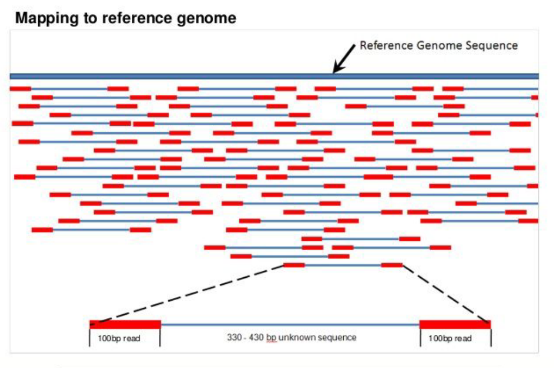 Mapping to reference genome
Reference Genome Sequence
100bp read
330 - 430 bp unknown sequence
100bp read